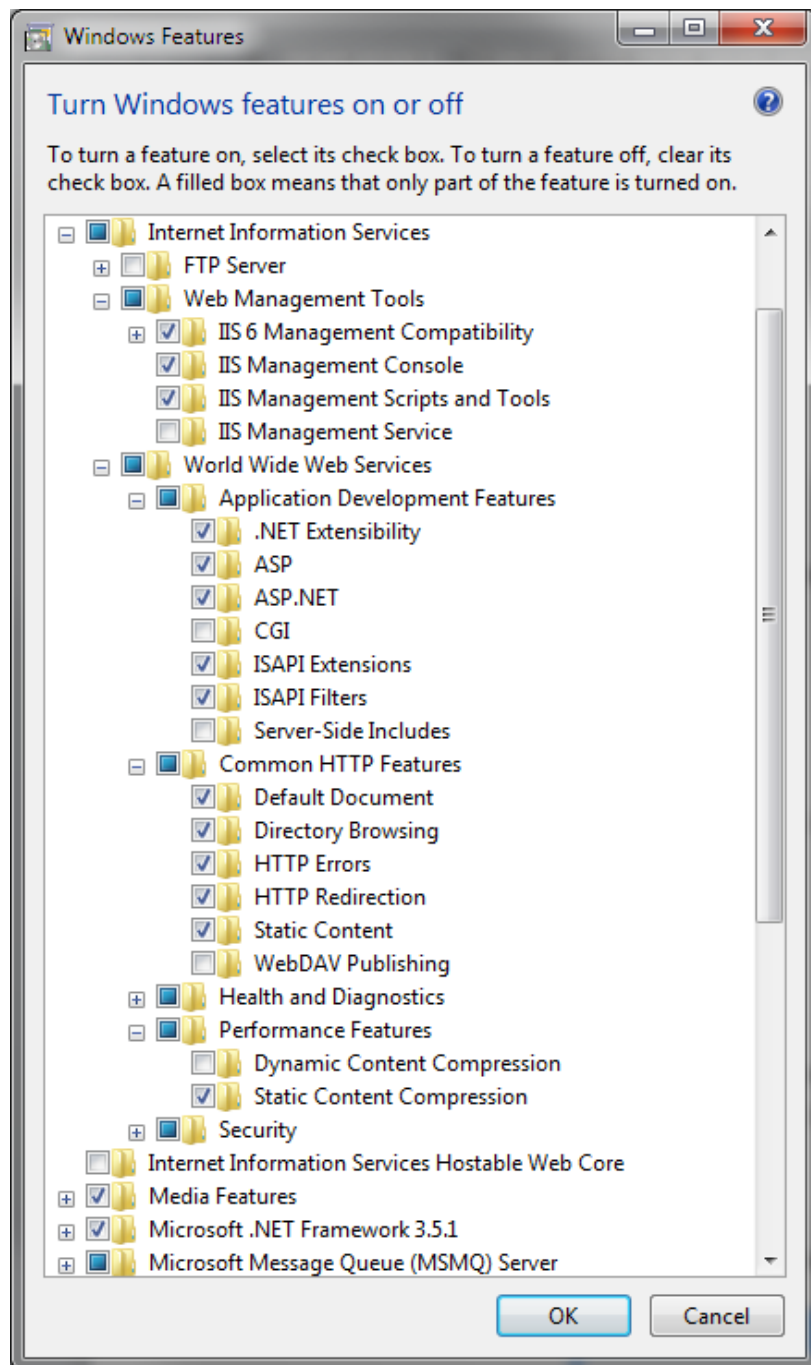 Windows Features
Turn Windows features on or off
To turn a feature on, select its check box. To turn a feature off, clear its
check box. A filled box means that only part of the feature is turned on.
Internet Information Services
FTP Server
Web Management Tools
IIS 6 Management Compatibility
IIS Management Console
IIS Management Scripts and Tools
IIS Management Service
World Wide Web Services
Application Development Features
.NET Extensibility
ASP
ASP.NET
CGI
ISAPI Extensions
ISAPI Filters
Server-Side Includes
Common HTTP Features
Default Document
Directory Browsing
HTTP Errors
HTTP Redirection
Static Content
WebDAV Publishing
Health and Diagnostics
Performance Features
Dynamic Content Compression
Static Content Compression
Security
Internet Information Services Hostable Web Core
Media Features
Microsoft .NET Framework 3.5.1
Microsoft Message Queue (MSMQ) Server
OK Cancel